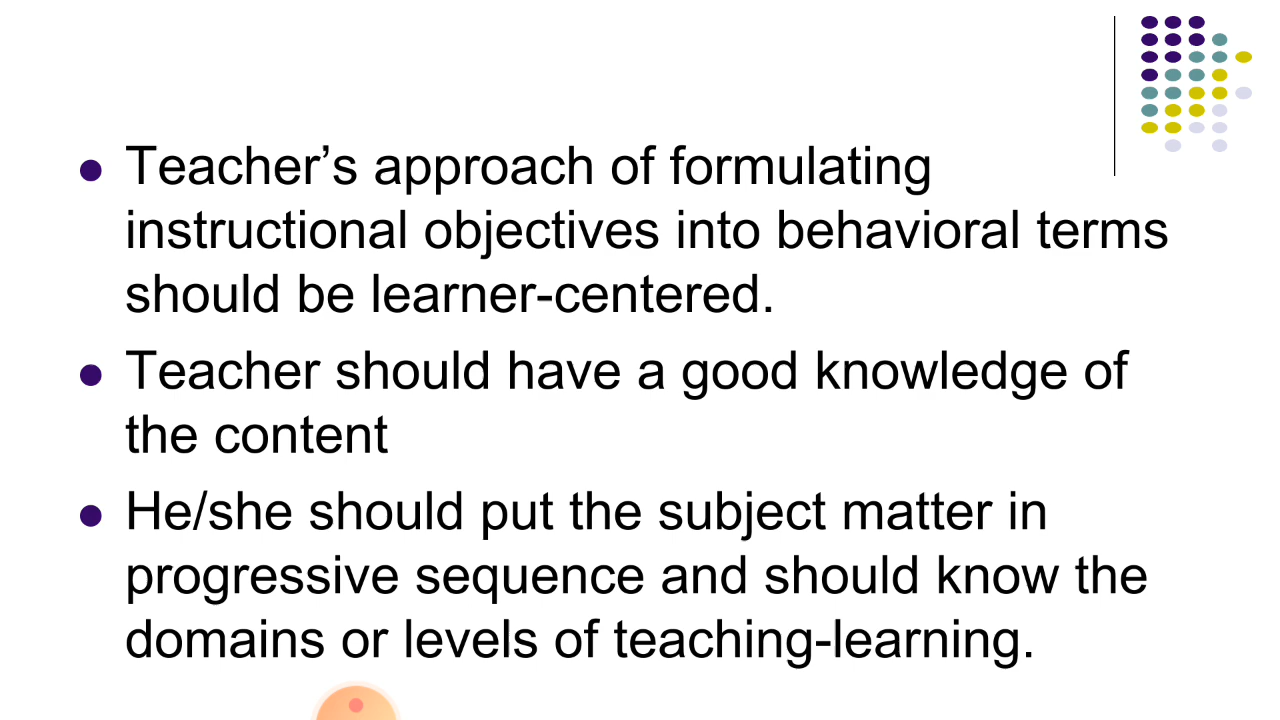 Teacher’s approach of formulating
instructional objectives into behavioral terms
should be learner-centered.
Teacher should have a good knowledge of
the content
He/she should put the subject matter in
progressive sequence and should know the
domains or levels of teaching-learning.